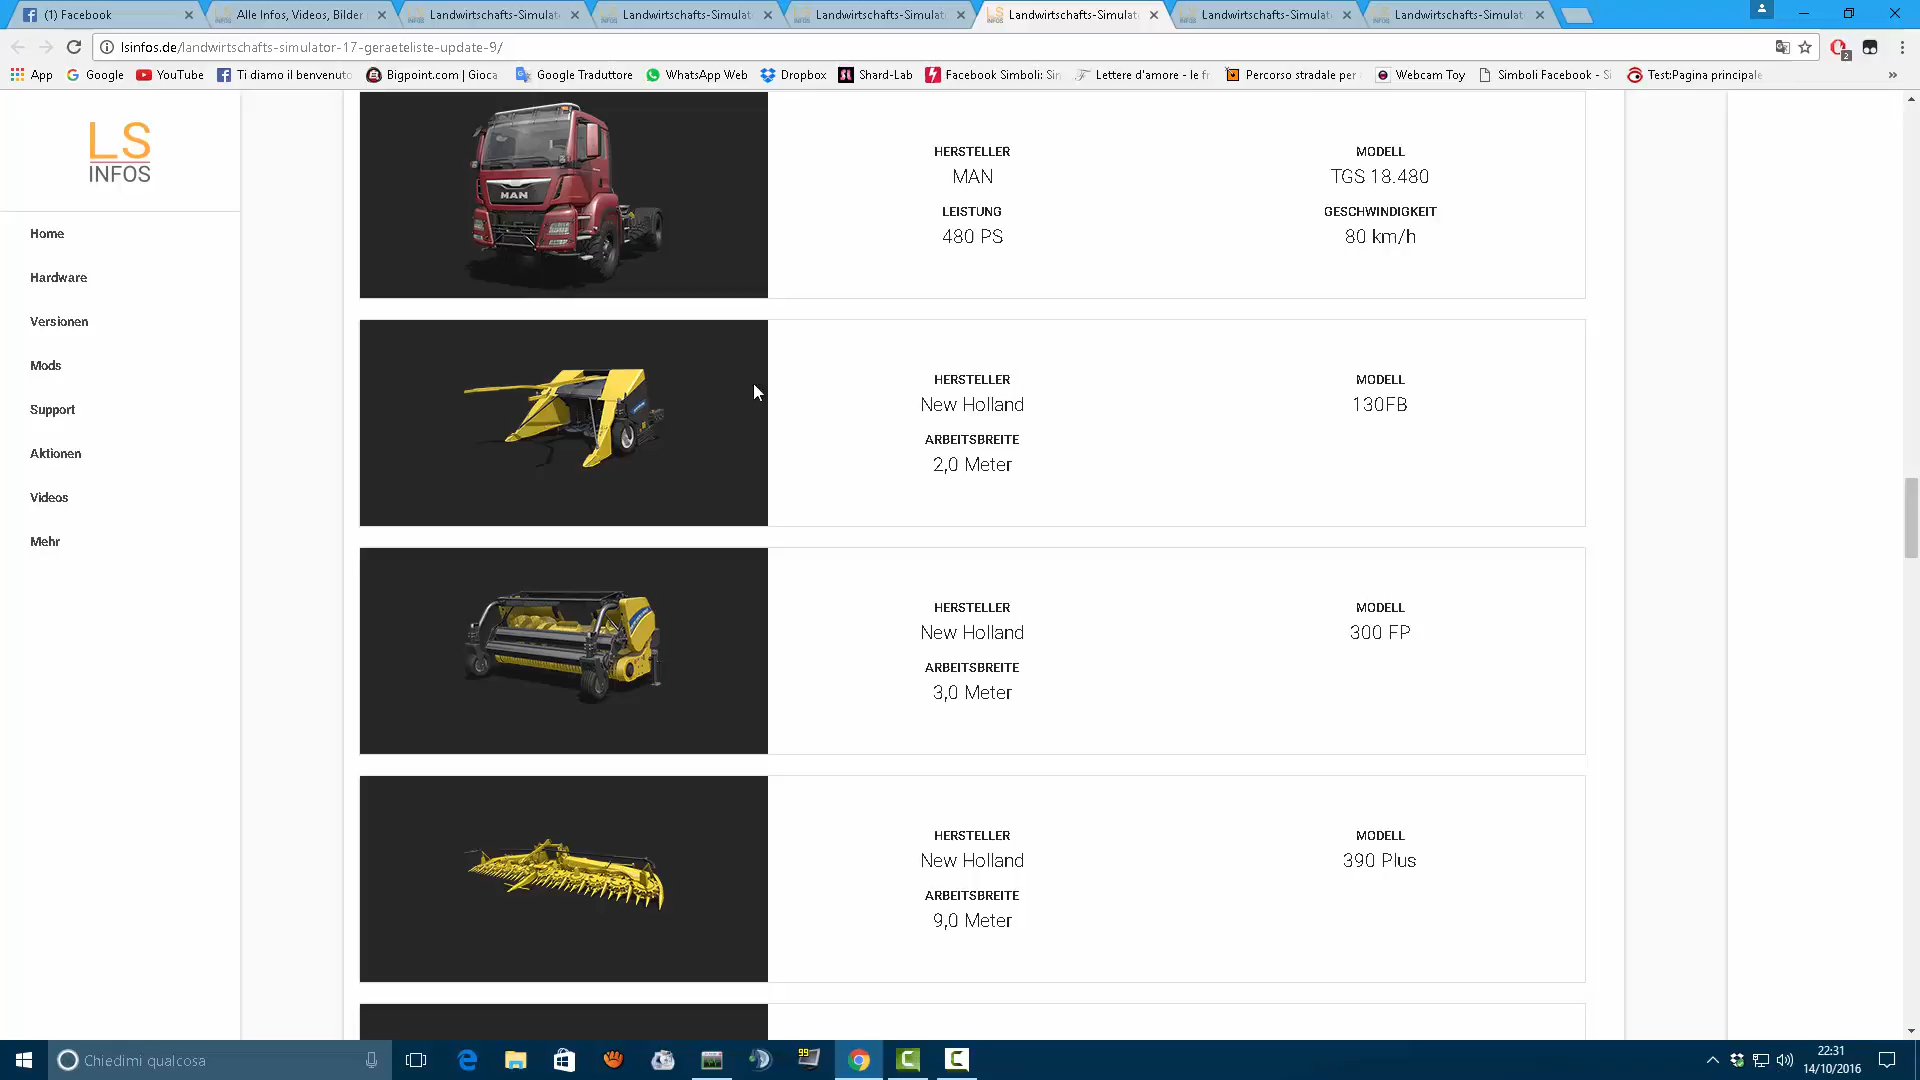 (1) Facebook
Alle Infos, Videos, Bilder
Landwirtschafts-Simulat
Landwirtschafts-Simulat
Landwirtschafts-Simulat
Landwirtschafts-Simulat
Landwirtschafts-Simulat
Landwirtschafts-Simulat
lsinfos.de/landwirtschafts-simulator-17-geraeteliste-update-9/
2
App
Google
YouTube
Ti diamo il benvenuto
Bigpoint.com | Gioca
Google Traduttore
WhatsApp Web
Dropbox
Shard-Lab
Facebook Simboli: Sim
Lettere d'amore - le fr
Percorso stradale per
Webcam Toy
Simboli Facebook - Si
Test:Pagina principale
»
LS
INFOS
Home
Hardware
Versionen
Mods
Support
Aktionen
Videos
Mehr
MAN
HERSTELLER
MAN
MODELL
TGS 18.480
LEISTUNG
480 PS
GESCHWINDIGKEIT
80 km/h
HERSTELLER
New Holland
MODELL
130FB
ARBEITSBREITE
2,0 Meter
HERSTELLER
New Holland
MODELL
300 FP
ARBEITSBREITE
3,0 Meter
HERSTELLER
New Holland
MODELL
390 Plus
ARBEITSBREITE
9,0 Meter
Chiedimi qualcosa
99
22:31
14/10/2016